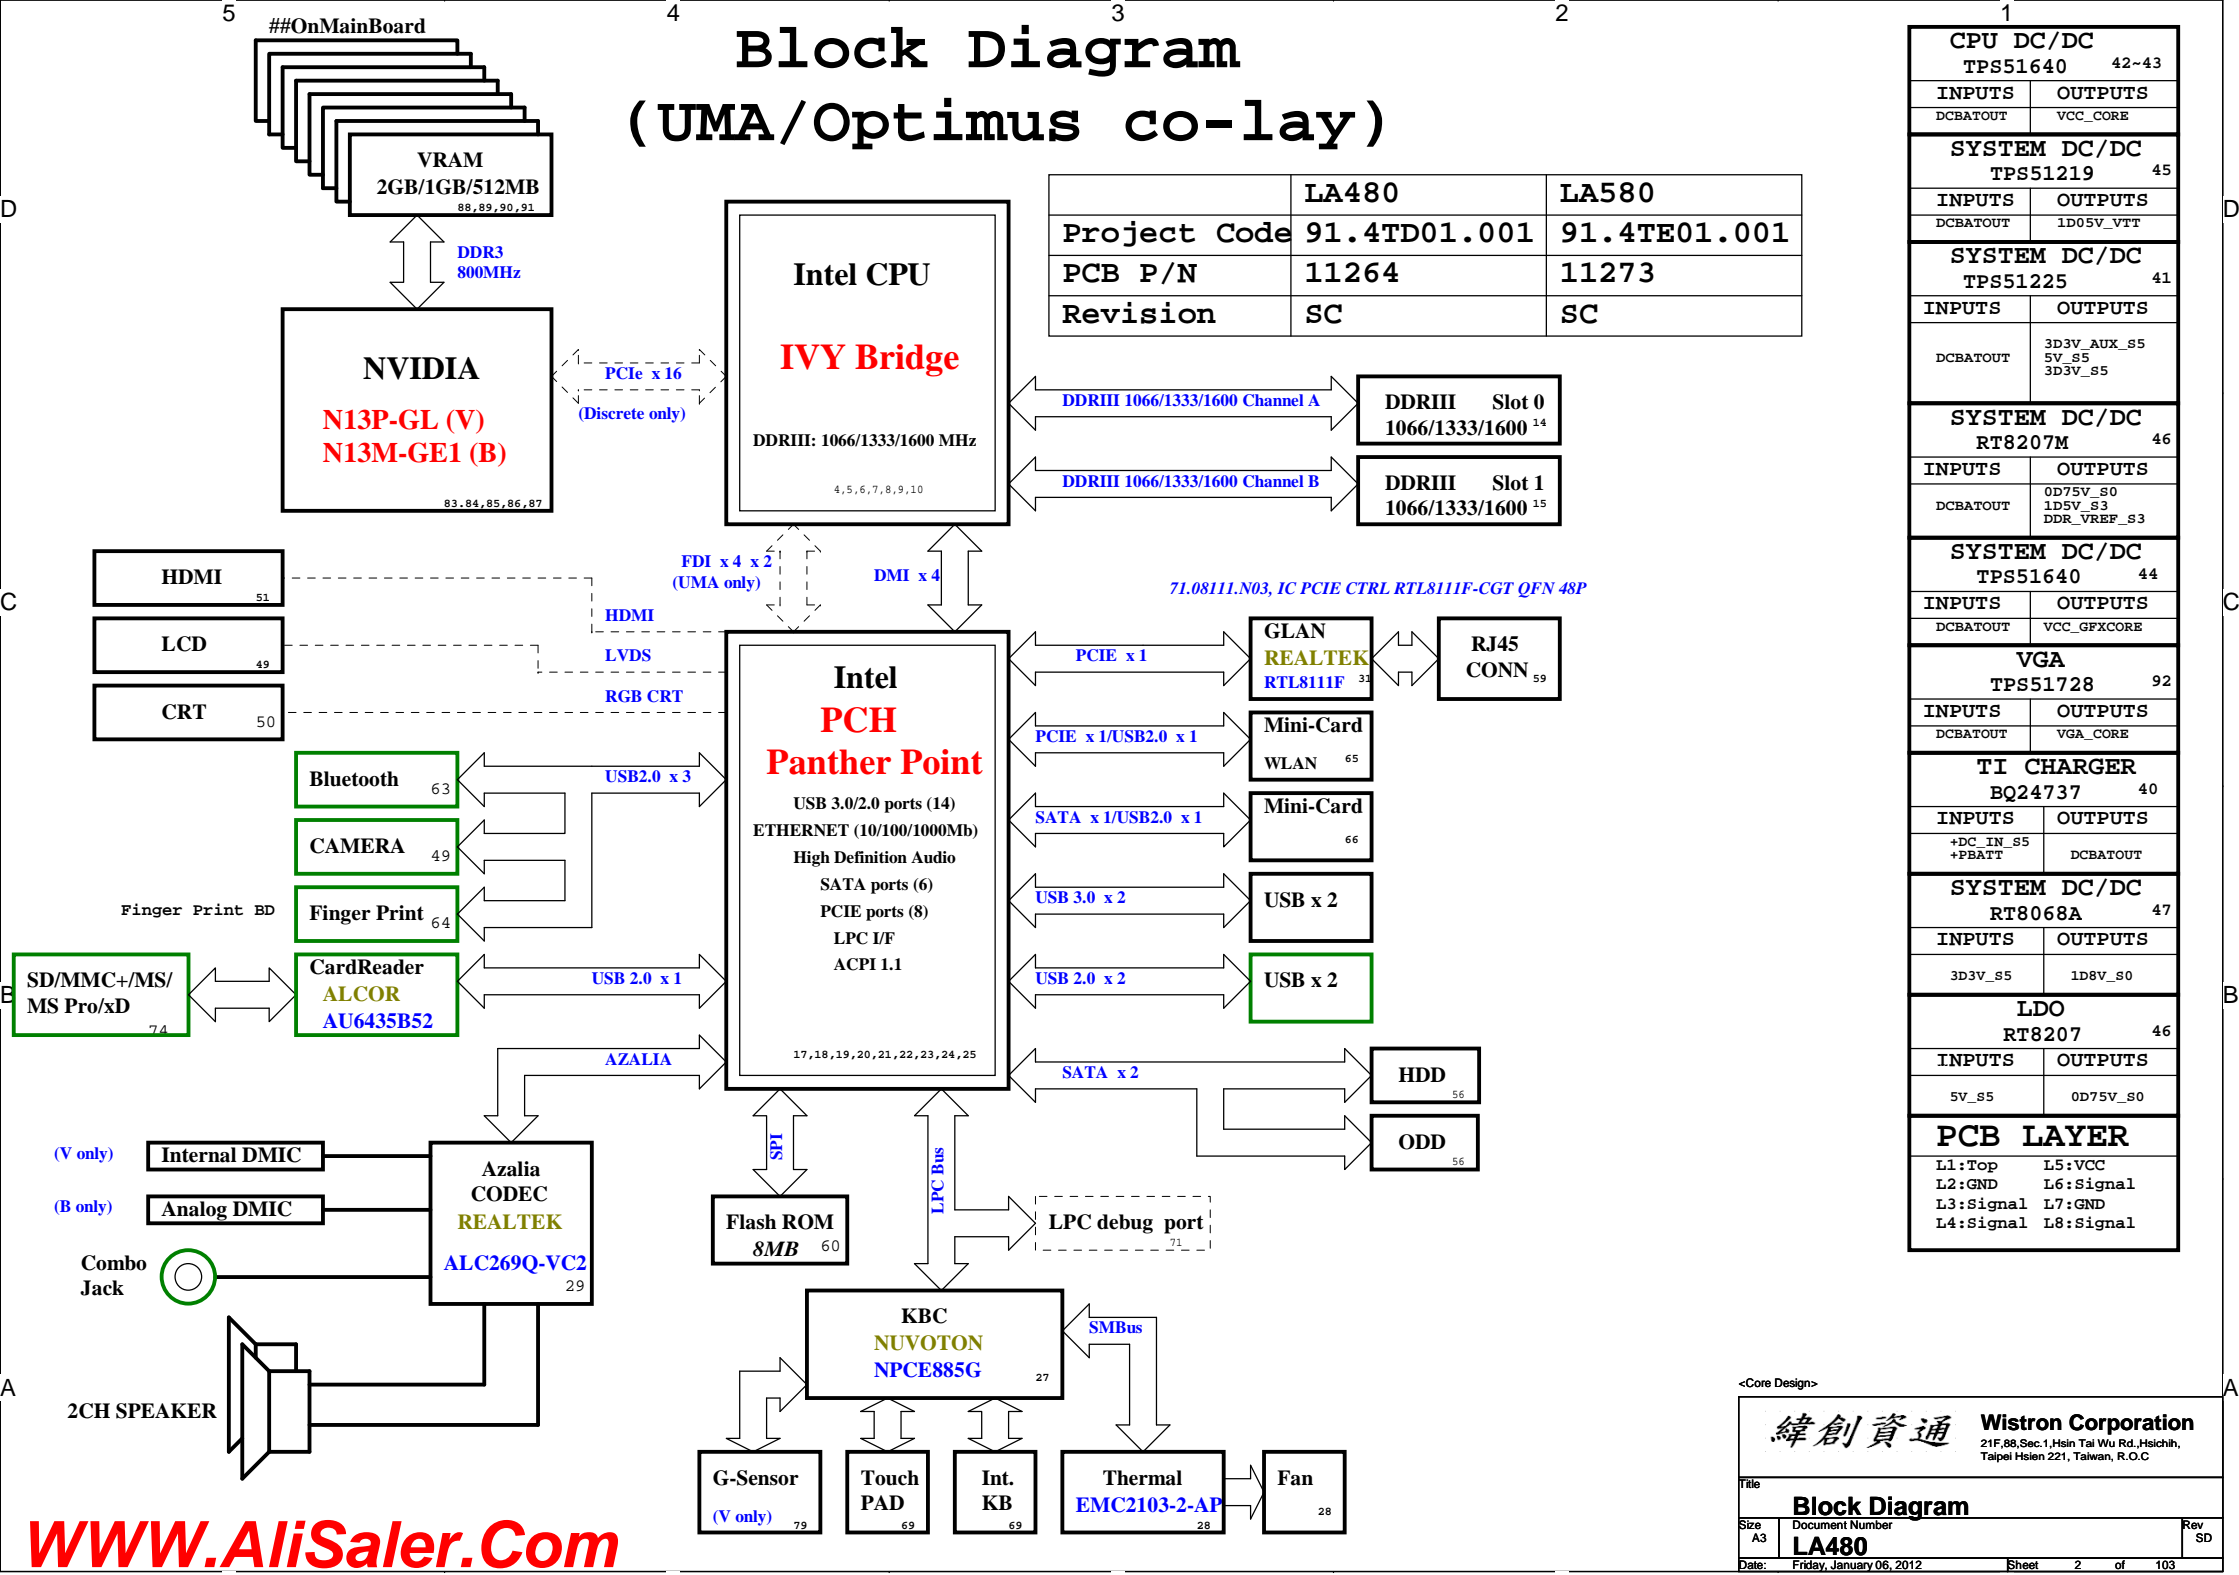 5
4
3
2
1
##OnMainBoard
Block Diagram
(UMA/Optimus co-lay)
VRAM
2GB/1GB/512MB
88,89,90,91
DDR3
800MHz
NVIDIA
N13P-GL (V)
N13M-GE1 (B)
83.84,85,86,87
PCIe x 16
(Discrete only)
Intel CPU
IVY Bridge
DDRIII: 1066/1333/1600 MHz
4,5,6,7,8,9,10
LA480 LA580
Project Code 91.4TD01.001 91.4TE01.001
PCB P/N 11264 11273
Revision SC SC
DDRIII 1066/1333/1600 Channel A
DDRIII Slot 0
1066/1333/1600 14
DDRIII 1066/1333/1600 Channel B
DDRIII Slot 1
1066/1333/1600 15
FDI x 4 x 2
(UMA only)
DMI x 4
71.08111.N03, IC PCIE CTRL RTL8111F-CGT QFN 48P
HDMI
51
LCD
49
CRT
50
HDMI
LVDS
RGB CRT
Bluetooth
63
CAMERA
49
Finger Print BD
Finger Print
64
USB2.0 x 3
SD/MMC+/MS/
MS Pro/xD
74
CardReader
ALCOR
AU6435B52
USB 2.0 x 1
AZALIA
Intel
PCH
Panther Point
USB 3.0/2.0 ports (14)
ETHERNET (10/100/1000Mb)
High Definition Audio
SATA ports (6)
PCIE ports (8)
LPC I/F
ACPI 1.1
17,18,19,20,21,22,23,24,25
PCIE x 1
GLAN
REALTEK
RTL8111F 31
RJ45
CONN 59
PCIE x 1/USB2.0 x 1
Mini-Card
WLAN 65
SATA x 1/USB2.0 x 1
Mini-Card
66
USB 3.0 x 2
USB x 2
USB 2.0 x 2
USB x 2
SATA x 2
HDD
56
ODD
56
(V only)
Internal DMIC
(B only)
Analog DMIC
Combo
Jack
2CH SPEAKER
Azalia
CODEC
REALTEK
ALC269Q-VC2
29
SPI
Flash ROM
8MB 60
LPC Bus
LPC debug port
71
KBC
NUVOTON
NPCE885G
27
SMBus
G-Sensor
(V only)
79
Touch
PAD
69
Int.
KB
69
Thermal
EMC2103-2-AP
28
Fan
28
CPU DC/DC
TPS51640 42~43
INPUTS OUTPUTS
DCBATOUT VCC_CORE
SYSTEM DC/DC
TPS51219 45
INPUTS OUTPUTS
DCBATOUT 1D05V_VTT
SYSTEM DC/DC
TPS51225 41
INPUTS OUTPUTS
DCBATOUT
3D3V_AUX_S5
5V_S5
3D3V_S5
SYSTEM DC/DC
RT8207M 46
INPUTS OUTPUTS
DCBATOUT
0D75V_S0
1D5V_S3
DDR_VREF_S3
SYSTEM DC/DC
TPS51640 44
INPUTS OUTPUTS
DCBATOUT VCC_GFXCORE
VGA
TPS51728 92
INPUTS OUTPUTS
DCBATOUT VGA_CORE
TI CHARGER
BQ24737 40
INPUTS OUTPUTS
+DC_IN_S5
+PBATT
DCBATOUT
SYSTEM DC/DC
RT8068A 47
INPUTS OUTPUTS
3D3V_S5 1D8V_S0
LDO
RT8207 46
INPUTS OUTPUTS
5V_S5 0D75V_S0
PCB LAYER
L1:Top L5:VCC
L2:GND L6:Signal
L3:Signal L7:GND
L4:Signal L8:Signal
D
C
B
A
D
C
B
A
<Core Design>
緯創資通
Wistron Corporation
21F,88,Sec.1,Hsin Tai Wu Rd.,Hsichih,
Taipei Hsien 221, Taiwan, R.O.C
Title
Block Diagram
Size
A3
Document Number
LA480
Rev
SD
Date: Friday, January 06, 2012 Sheet 2 of 103
WWW.AliSaler.Com